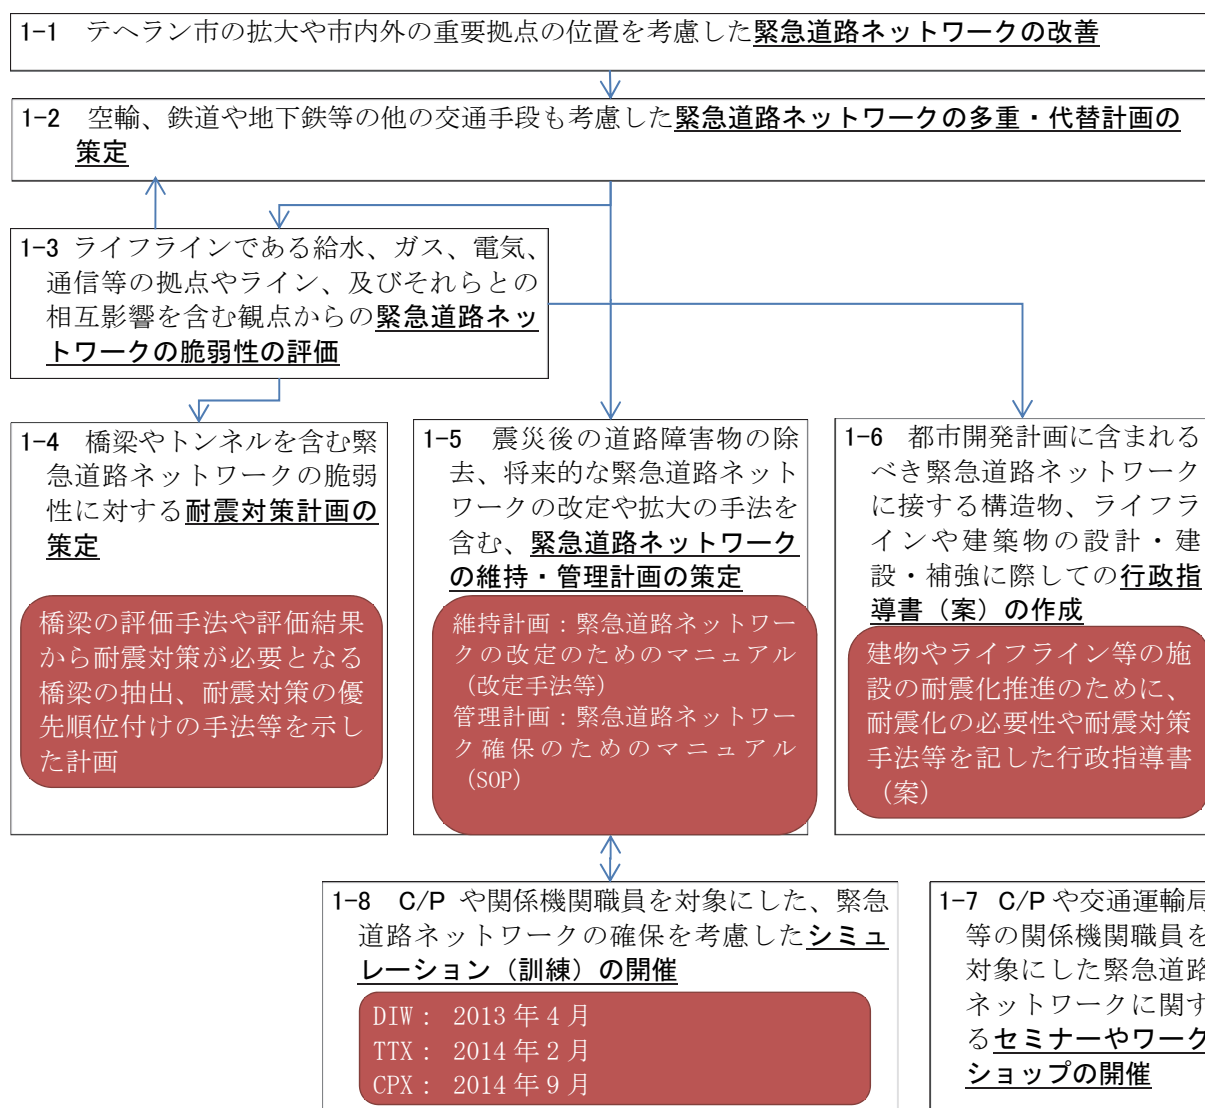 1-1 テヘラン市の拡大や市内外の重要拠点の位置を考慮した緊急道路ネットワークの改善
1-2 空輸、鉄道や地下鉄等の他の交通手段も考慮した緊急道路ネットワークの多重・代替計画の
策定
1-3 ライフラインである給水、ガス、電気、
通信等の拠点やライン、及びそれらとの
相互影響を含む観点からの緊急道路ネッ
トワークの脆弱性の評価
1-4 橋梁やトンネルを含む緊
急道路ネットワークの脆弱
性に対する耐震対策計画の
策定
橋梁の評価手法や評価結果
から耐震対策が必要となる
橋梁の抽出、耐震対策の優
先順位付けの手法等を示し
た計画
1-5 震災後の道路障害物の除
去、将来的な緊急道路ネット
ワークの改定や拡大の手法を
含む、緊急道路ネットワーク
の維持・管理計画の策定
維持計画：緊急道路ネットワー
クの改定のためのマニュアル
（改定手法等）
管理計画：緊急道路ネットワー
ク確保のためのマニュアル
（SOP）
1-6 都市開発計画に含まれる
べき緊急道路ネットワーク
に接する構造物、ライフラ
インや建築物の設計・建
設・補強に際しての行政指
導書（案）の作成
建物やライフライン等の施
設の耐震化推進のために、
耐震化の必要性や耐震対策
手法等を記した行政指導書
（案）
1-8 C/P や関係機関職員を対象にした、緊急
道路ネットワークの確保を考慮したシミュ
レーション（訓練）の開催
DIW： 2013 年 4 月
TTX： 2014 年 2 月
CPX： 2014 年 9 月
1-7 C/P や交通運輸局
等の関係機関職員を
対象にした緊急道路
ネットワークに関す
るセミナーやワーク
ショップの開催